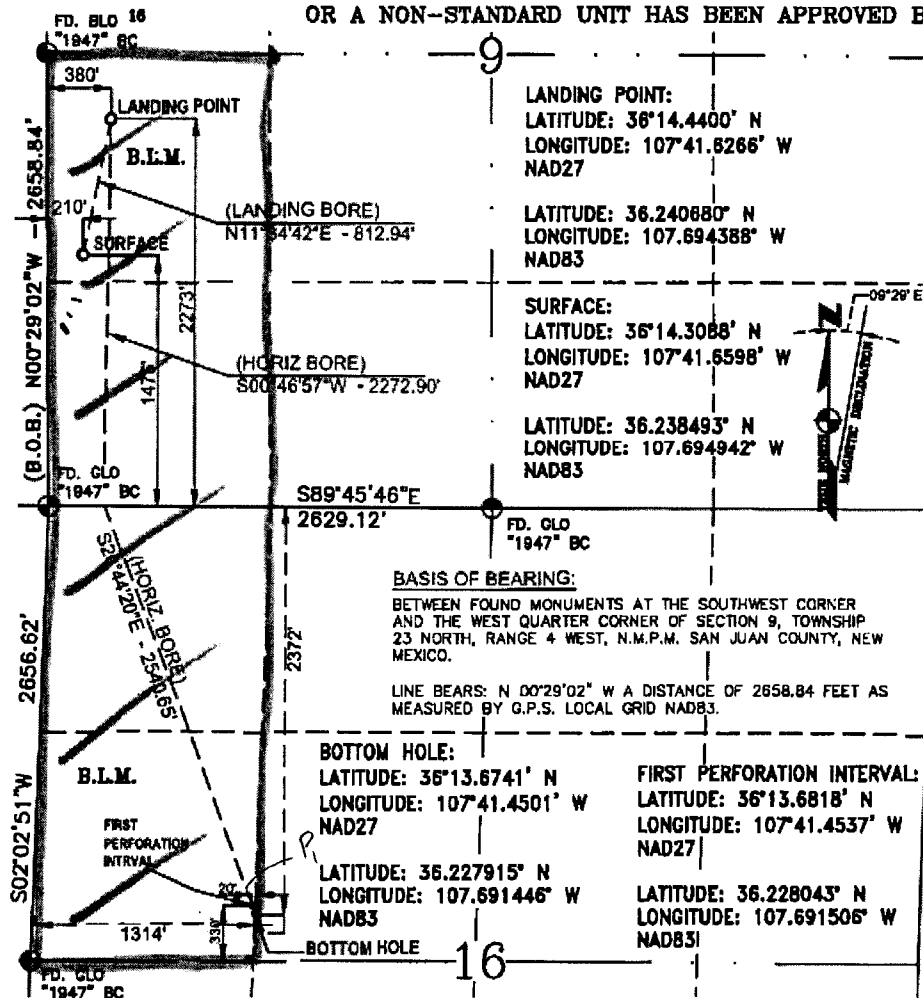 OR A NON-STANDARD UNIT HAS BEEN APPROVED B
16
FD. BLO
"1947" BC
9
380'
LANDING POINT
B.L.M.
(B.O.B.) N00°29'02"W - 2658.84'
210'
SURFACE
(LANDING BORE)
812.94'
2273'
(HORIZ BORE)
S00°46'57"W - 2272.90'
LANDING POINT:
LATITUDE: 36°14.4400' N
LONGITUDE: 107°41.6266' W
NAD27
LATITUDE: 36.240680° N
LONGITUDE: 107.694388° W
NAD83
SURFACE:
LATITUDE: 36°14.3088' N
LONGITUDE: 107°41.6598' W
NAD27
LATITUDE: 36.238493° N
LONGITUDE: 107.694942° W
NAD83
09°29' E
TRUE NORTH
MAGNETIC DECLINATION
FD. GLO
"1947" BC
S89°45'46"E
2629.12'
FD. GLO
"1947" BC
BASIS OF BEARING:
BETWEEN FOUND MONUMENTS AT THE SOUTHWEST CORNER
AND THE WEST QUARTER CORNER OF SECTION 9, TOWNSHIP
23 NORTH, RANGE 4 WEST, N.M.P.M. SAN JUAN COUNTY, NEW
MEXICO.
LINE BEARS: N 00°29'02" W A DISTANCE OF 2658.84 FEET AS
MEASURED BY G.P.S. LOCAL GRID NAD83.
(HORIZ. BORE)
2540.65'
2372'
S02°02'51"W
2656.62'
B.L.M.
FIRST
PERFORATION
INTRVAL
20'
P1
330'
1314'
BOTTOM HOLE
BOTTOM HOLE:
LATITUDE: 36°13.6741' N
LONGITUDE: 107°41.4501' W
NAD27
LATITUDE: 36.227915° N
LONGITUDE: 107.691446° W
NAD83
FIRST PERFORATION INTERVAL:
LATITUDE: 36°13.6818' N
LONGITUDE: 107°41.4537' W
NAD27
LATITUDE: 36.228043° N
LONGITUDE: 107.691506° W
NAD83
16
FD. GLO
"1947" BC